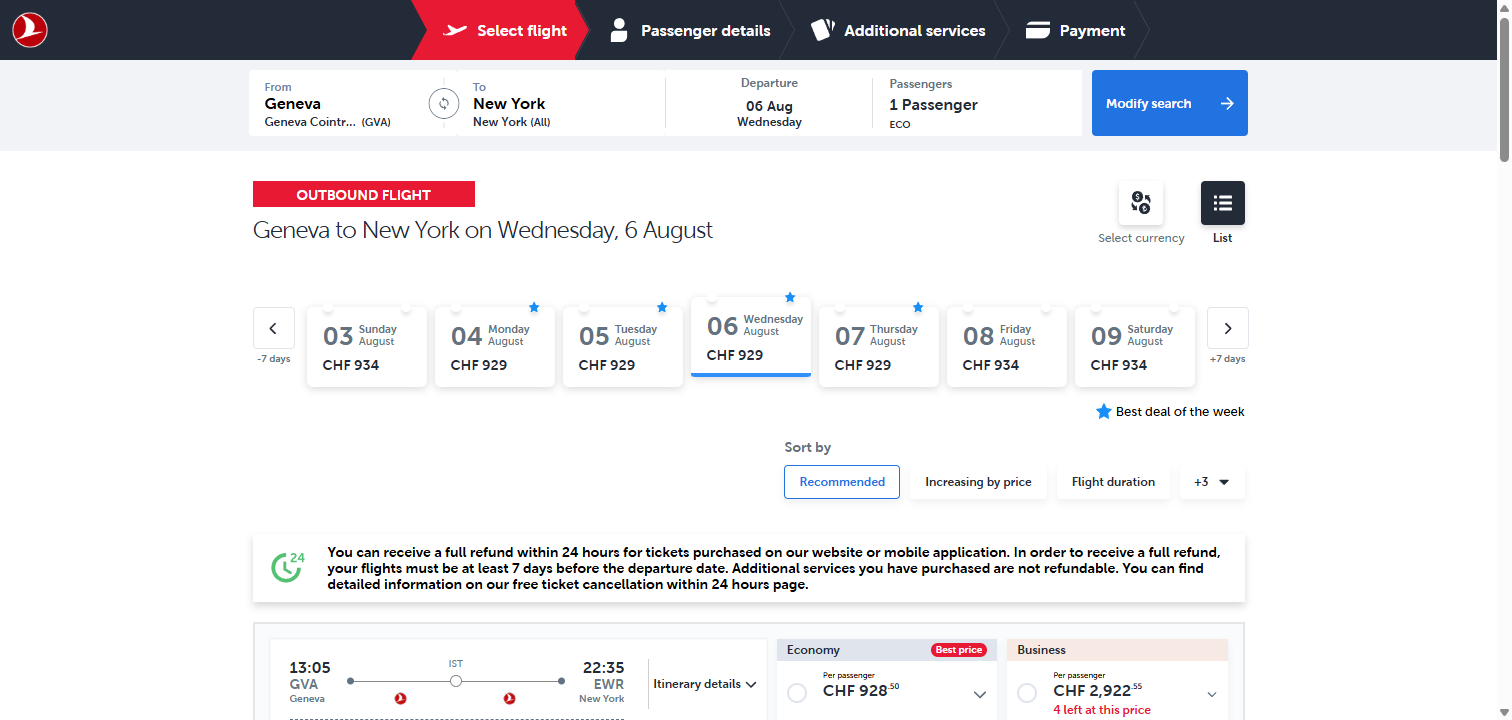 Select flight
Passenger details
Additional services
Payment
From
Geneva
Geneva Cointr... (GVA)
To
New York
New York (All)
Departure
06 Aug
Wednesday
Passengers
1 Passenger
ECO
Modify search
OUTBOUND FLIGHT
Geneva to New York on Wednesday, 6 August
Select currency
List
-7 days
03 Sunday August
CHF 934
04 Monday August
CHF 929
05 Tuesday August
CHF 929
06 Wednesday August
CHF 929
07 Thursday August
CHF 929
08 Friday August
CHF 934
09 Saturday August
CHF 934
+7 days
Best deal of the week
Sort by
Recommended
Increasing by price
Flight duration
+3
24
You can receive a full refund within 24 hours for tickets purchased on our website or mobile application. In order to receive a full refund,
your flights must be at least 7 days before the departure date. Additional services you have purchased are not refundable. You can find
detailed information on our free ticket cancellation within 24 hours page.
13:05
GVA
Geneva
IST
22:35
EWR
New York
Itinerary details
Economy
Best price
Per passenger
CHF 928.50
Business
Per passenger
CHF 2,922.55
4 left at this price